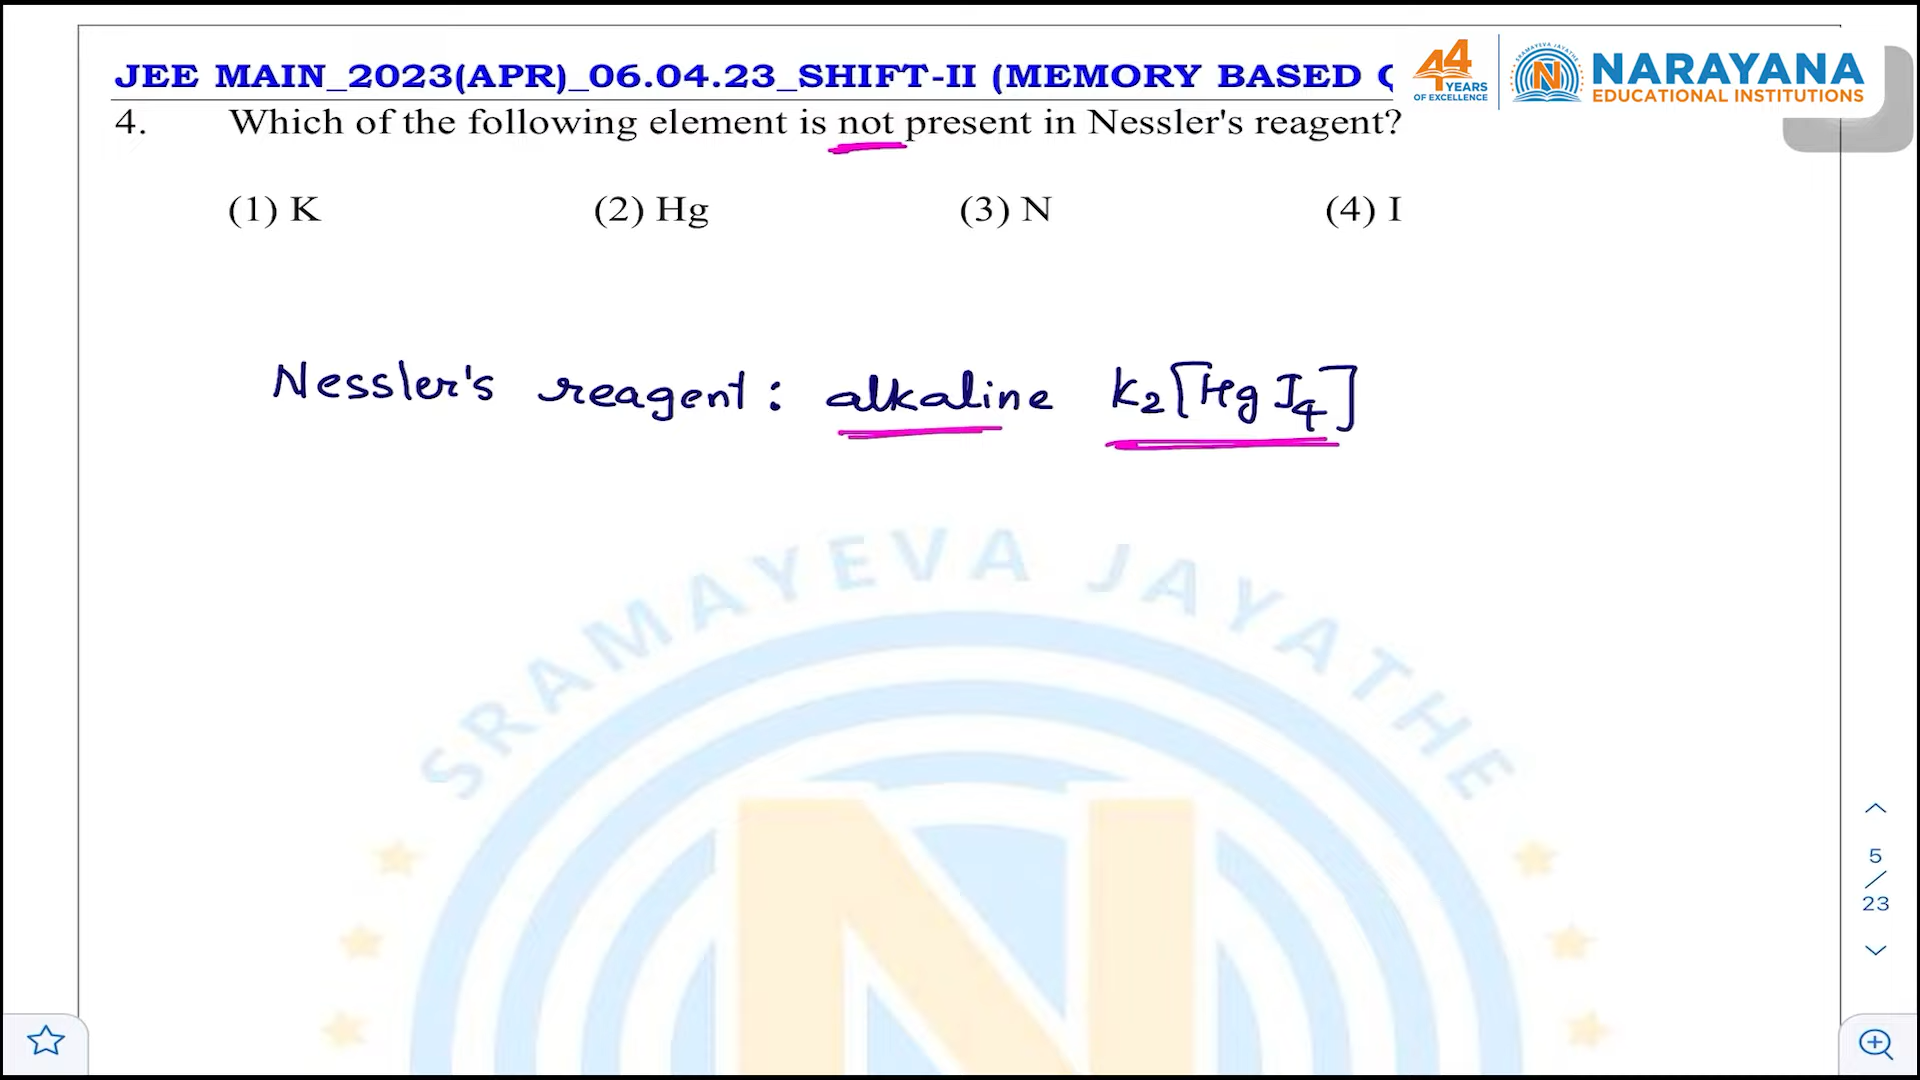 JEE MAIN_2023(APR)_06.04.23_SHIFT-II (MEMORY BASED
44 YEARS OF EXCELLENCE
SRAMAYEVA JAYATHE
N
NARAYANA
EDUCATIONAL INSTITUTIONS
4. Which of the following element is not present in Nessler's reagent?
(1) K (2) Hg (3) N (4) I
Nessler's reagent : alkaline K₂[HgI₄]
SRAMAYEVA JAYATHE
N
5
/
23